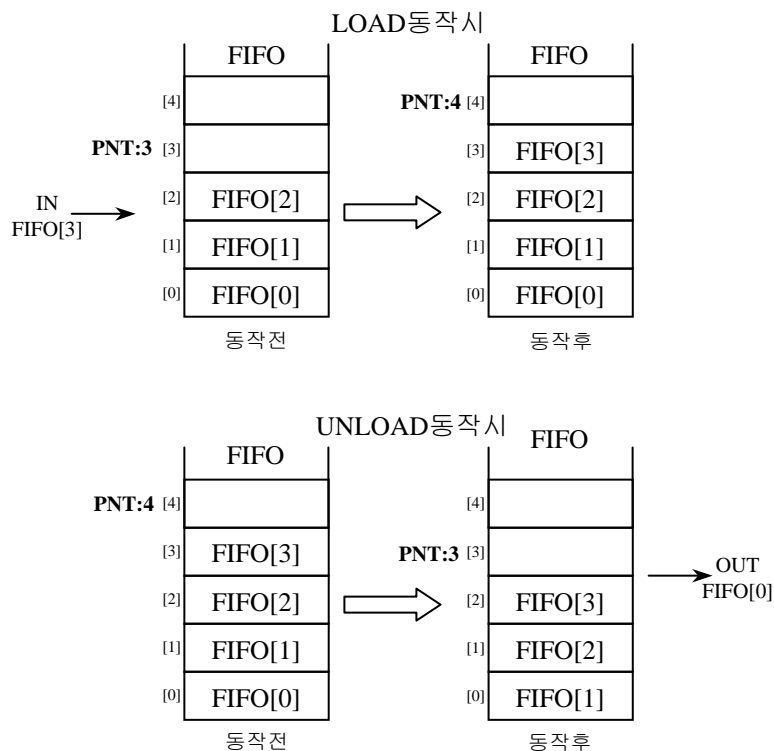 LOAD동작시
FIFO
FIFO
[4]
PNT:4 [4]
PNT:3 [3]
[3] FIFO[3]
IN
FIFO[3]
[2] FIFO[2]
[2] FIFO[2]
[1] FIFO[1]
[1] FIFO[1]
[0] FIFO[0]
[0] FIFO[0]
동작전
동작후
UNLOAD동작시
FIFO
FIFO
PNT:4 [4]
[4]
[3] FIFO[3]
PNT:3 [3]
OUT
FIFO[0]
[2] FIFO[2]
[2] FIFO[3]
[1] FIFO[1]
[1] FIFO[2]
[0] FIFO[0]
[0] FIFO[1]
동작전
동작후